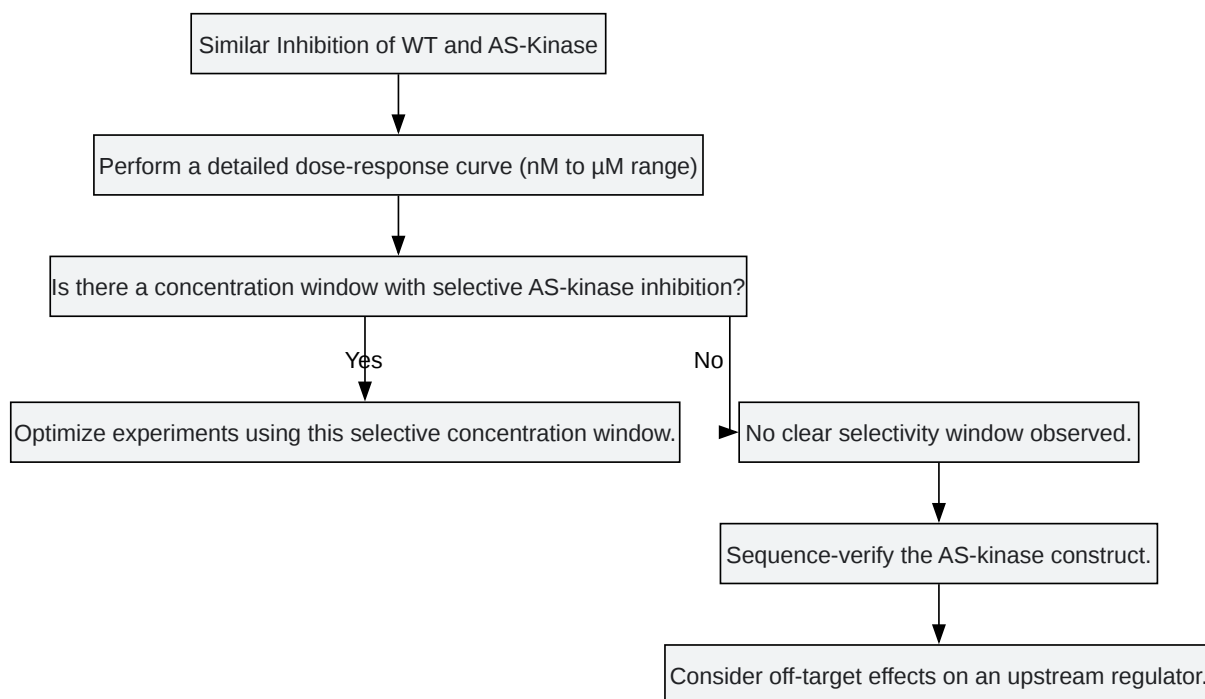 Similar Inhibition of WT and AS-Kinase
Perform a detailed dose-response curve (nM to µM range)
Is there a concentration window with selective AS-kinase inhibition?
Yes
No
Optimize experiments using this selective concentration window.
No clear selectivity window observed.
Sequence-verify the AS-kinase construct.
Consider off-target effects on an upstream regulator.